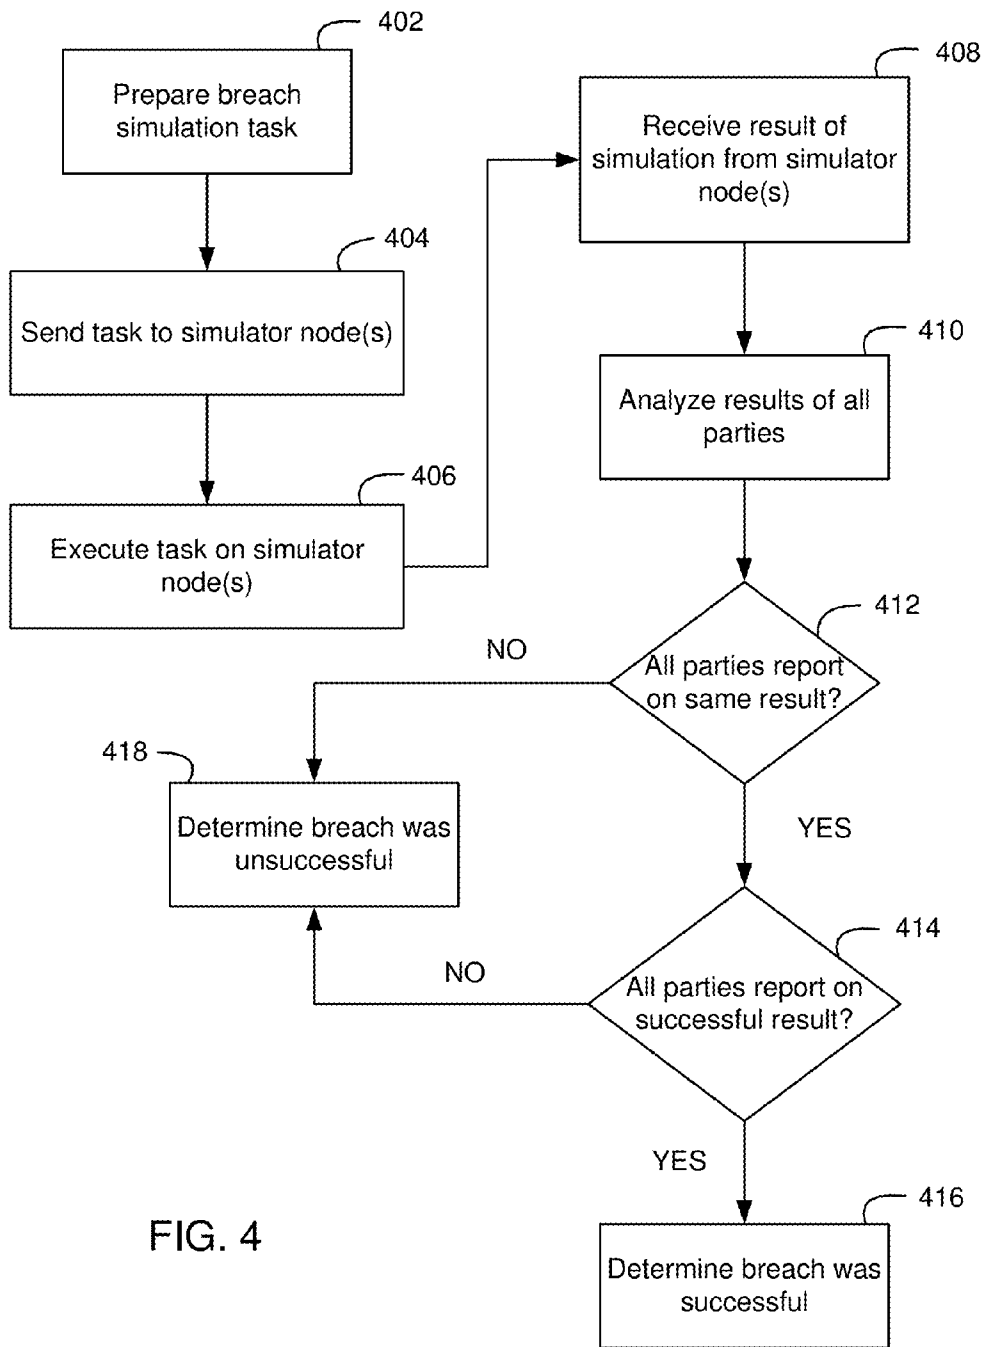 402
Prepare breach
simulation task
404
Send task to simulator node(s)
406
Execute task on simulator
node(s)
408
Receive result of
simulation from simulator
node(s)
410
Analyze results of all
parties
412
All parties report
on same result?
NO
YES
418
Determine breach was
unsuccessful
414
All parties report on
successful result?
NO
YES
416
Determine breach was
successful
FIG. 4